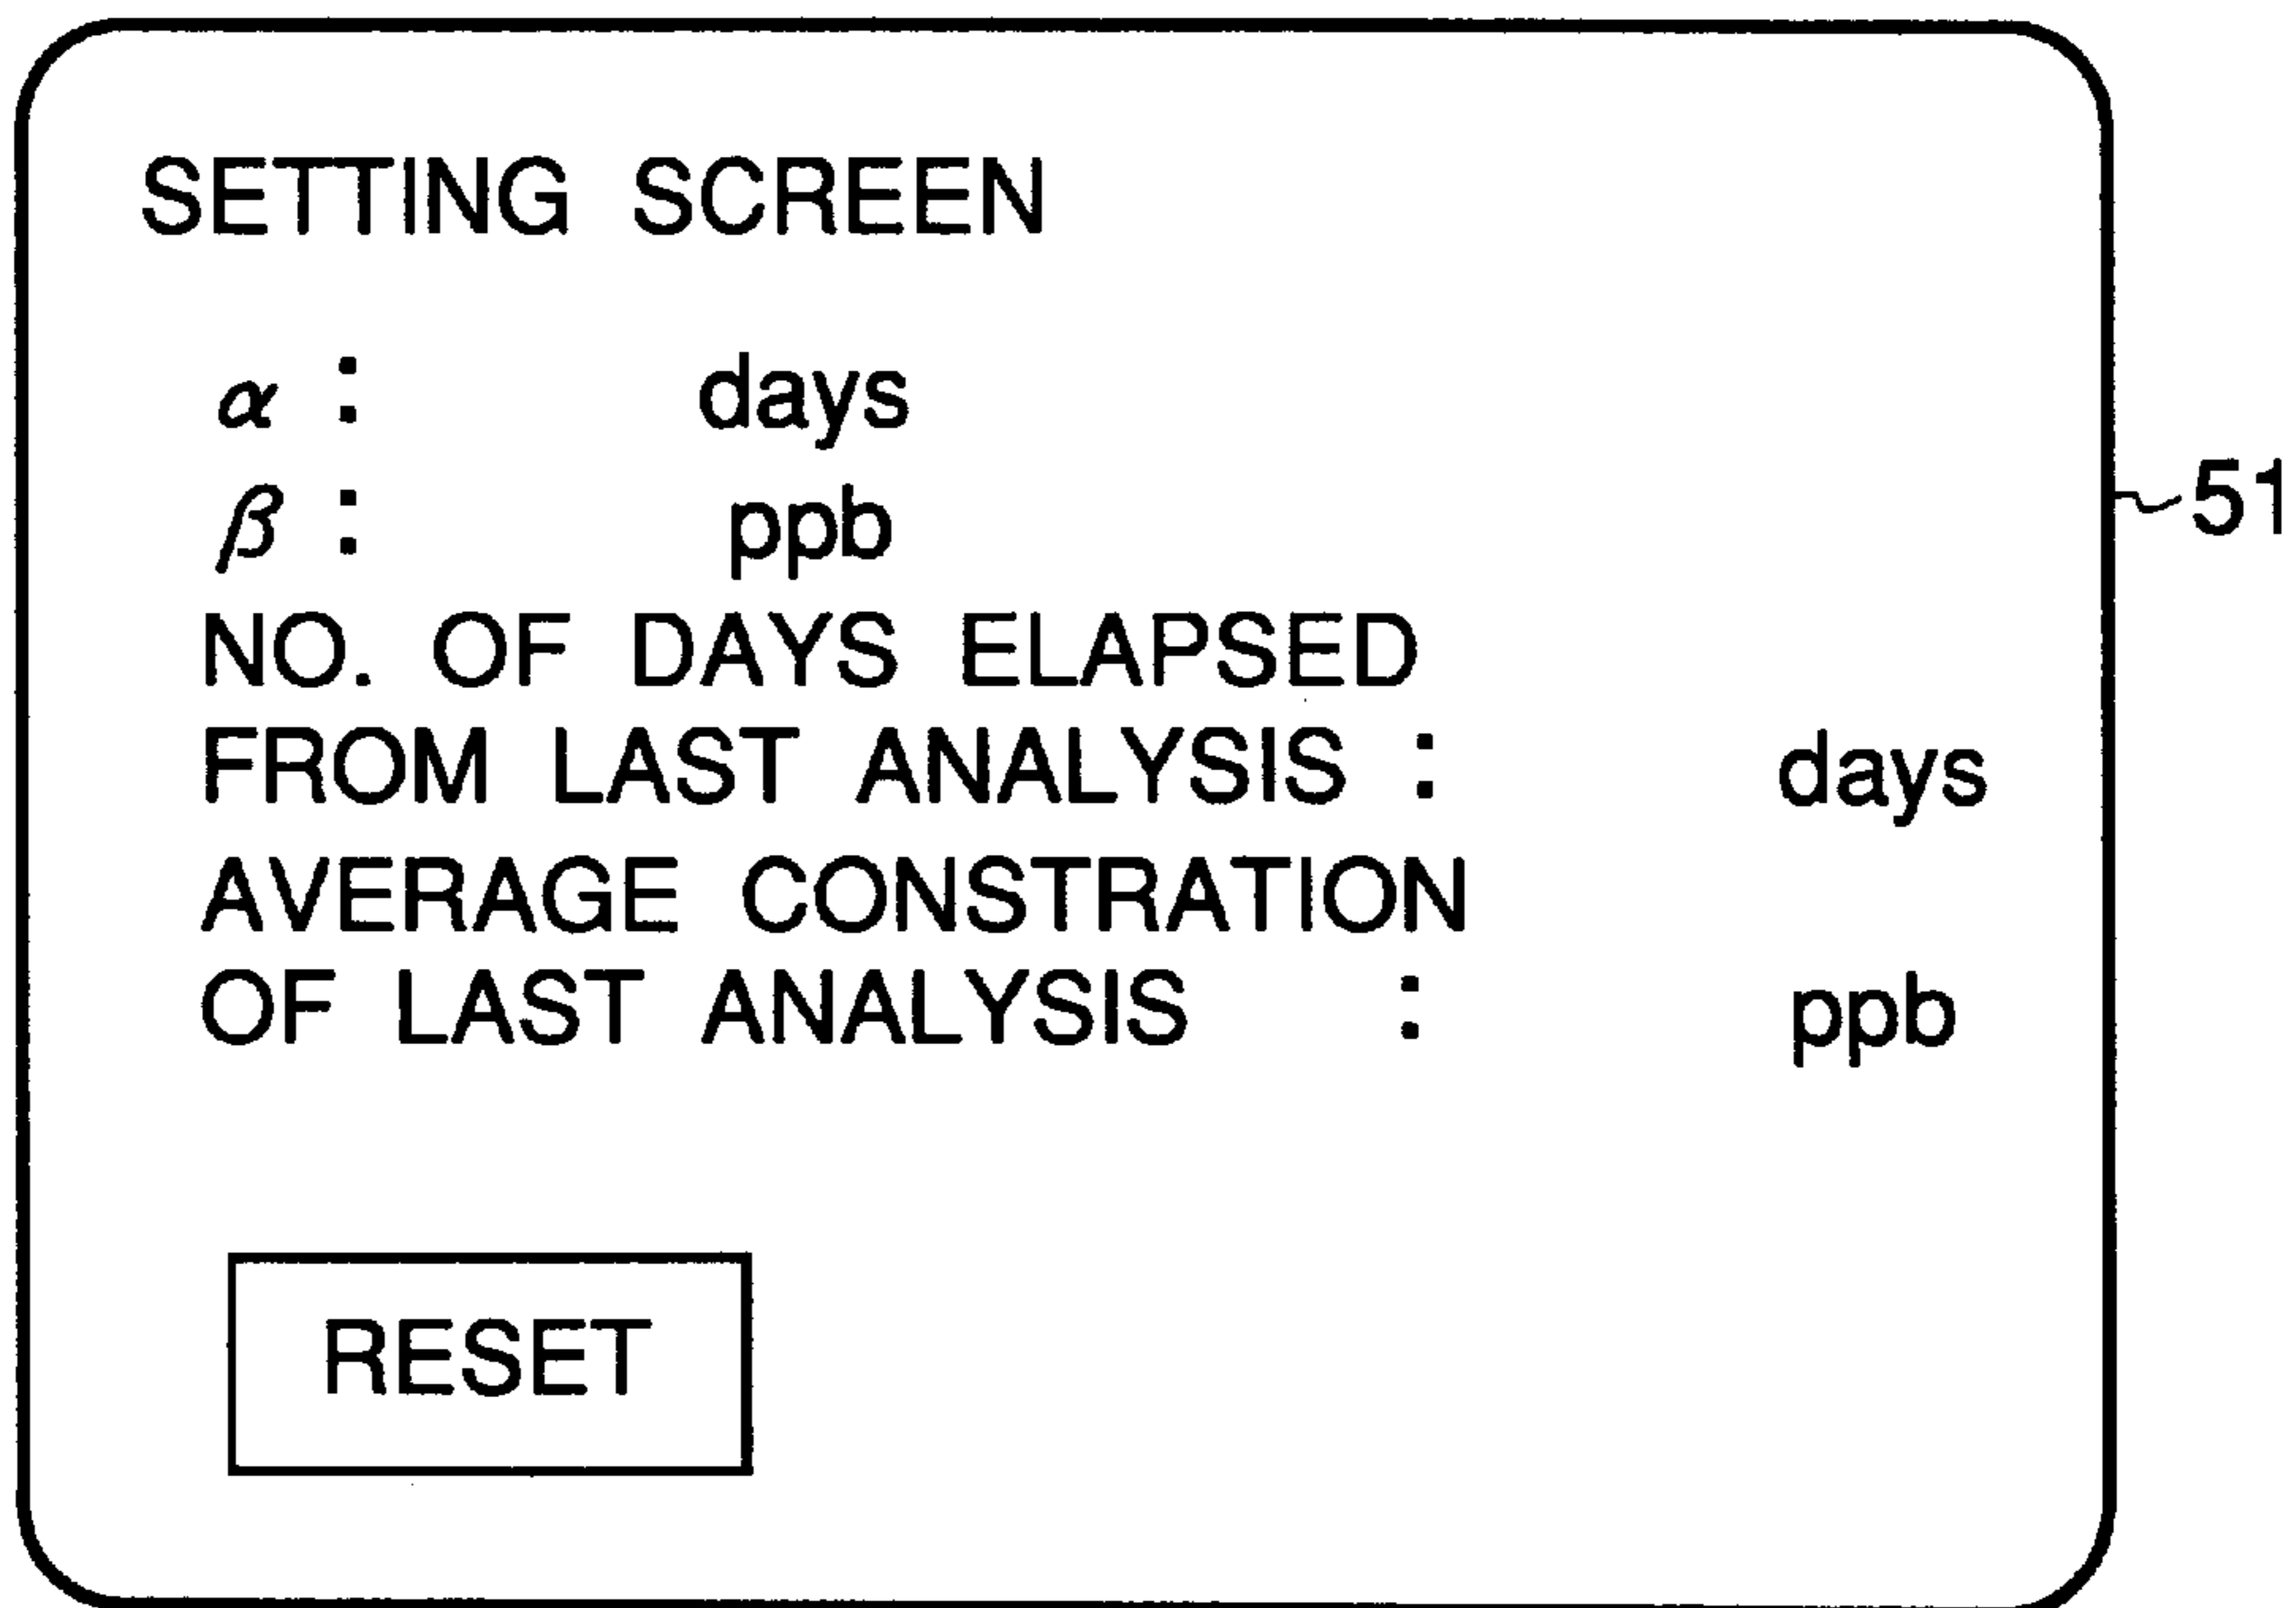 SETTING SCREEN
α : days
β : ppb
51
NO. OF DAYS ELAPSED
FROM LAST ANALYSIS : days
AVERAGE CONSTRATION
OF LAST ANALYSIS : ppb
RESET